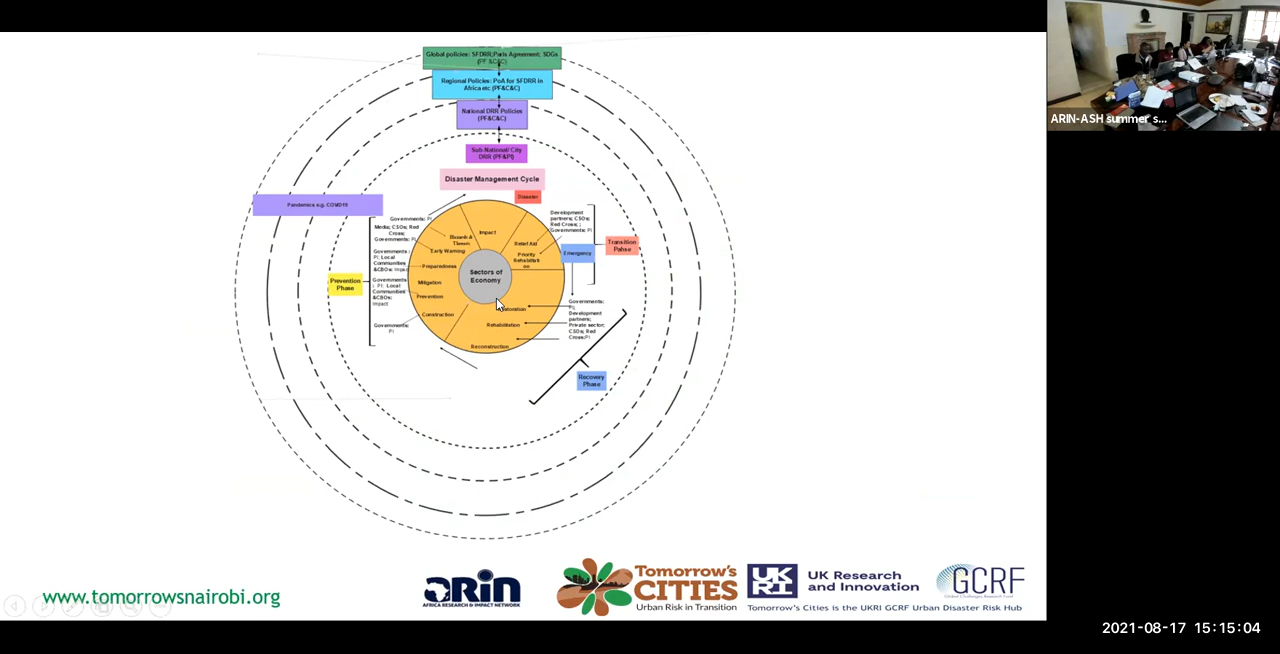 Global policies: SFDRR;Paris Agreement; SDGs
(PF &C&C)
Regional Policies: PoA for SFDRR in
Africa etc (PF&C&C)
National DRR Policies
(PF&C&C)
Sub-National/ City
DRR (PF&PI)
Disaster Management Cycle
Disaster
Pandemics e.g. COVID19
Governments: PI
Media; CSOs; Red
Cross;
Governments; PI
Governments
: PI; Local
Communities
&CBOs: Impact
Governments
: PI: Local
Communities
&CBOs:
Impact
Governments:
PI
Prevention
Phase
Impact
Hazards &
Threats
Early Warning
Preparedness
Mitigation
Prevention
Construction
Relief Aid
Priority
Rehabilitati
on
Sectors of
Economy
Rehabilitation
Reconstruction
Development
partners; CSOs;
Red Cross; ;
Governments: PI
Emergency
Transition
Pahse
Governments:
PI;
Development
partners;
Private sector;
CSOs; Red
Cross;PI
Recovery
Phase
www.tomorrowsnairobi.org
arin
AFRICA RESEARCH & IMPACT NETWORK
Tomorrow's
CITIES
Urban Risk in Transition
UKRI
UK Research
and Innovation
GCRF
Global Challenges Research Fund
Tomorrow's Cities is the UKRI GCRF Urban Disaster Risk Hub
ARIN-ASH summer s...
2021-08-17 15:15:04